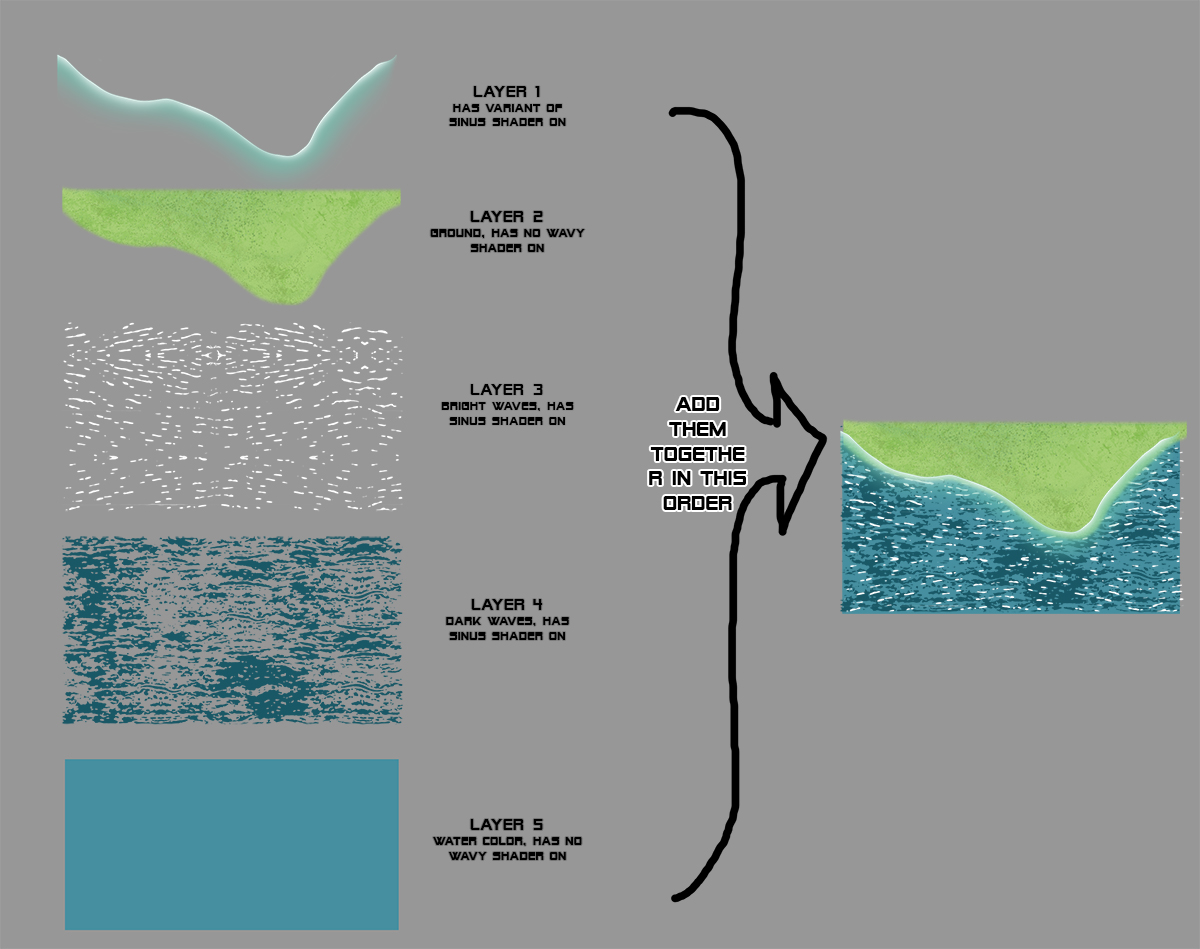 LAYER 1
HAS VARIANT OF
SINUS SHADER ON
LAYER 2
GROUND, HAS NO WAVY
SHADER ON
LAYER 3
BRIGHT WAVES, HAS
SINUS SHADER ON
ADD
THEM
TOGETHE
R IN THIS
ORDER
LAYER 4
DARK WAVES, HAS
SINUS SHADER ON
LAYER 5
WATER COLOR, HAS NO
WAVY SHADER ON